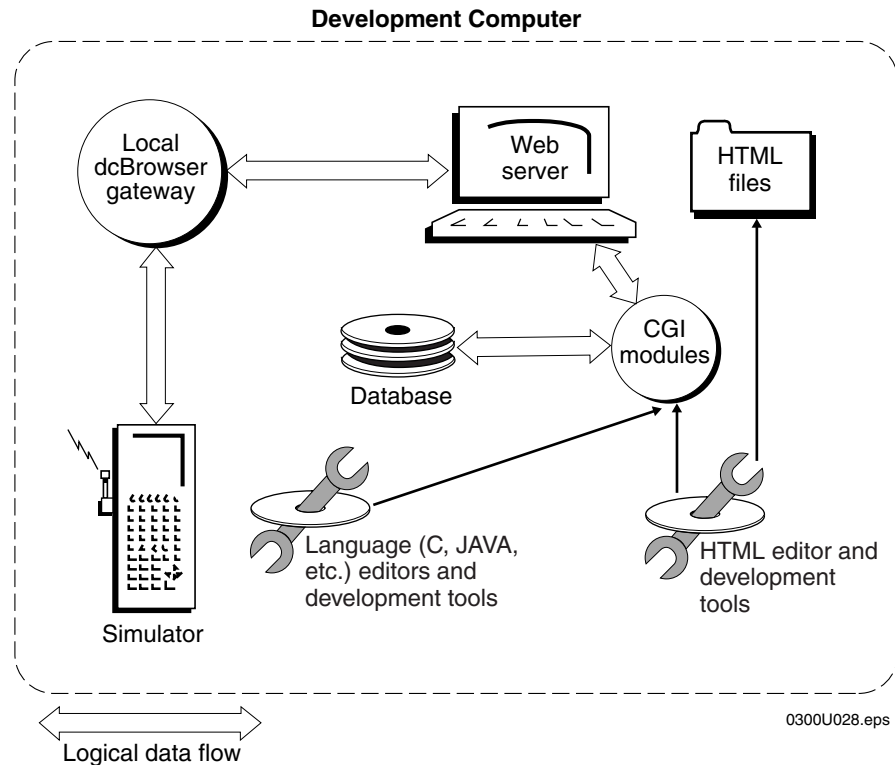 Development Computer
Local
dcBrowser
gateway
Web
server
HTML
files
CGI
modules
Database
Language (C, JAVA,
etc.) editors and
development tools
HTML editor and
development
tools
Simulator
0300U028.eps
Logical data flow